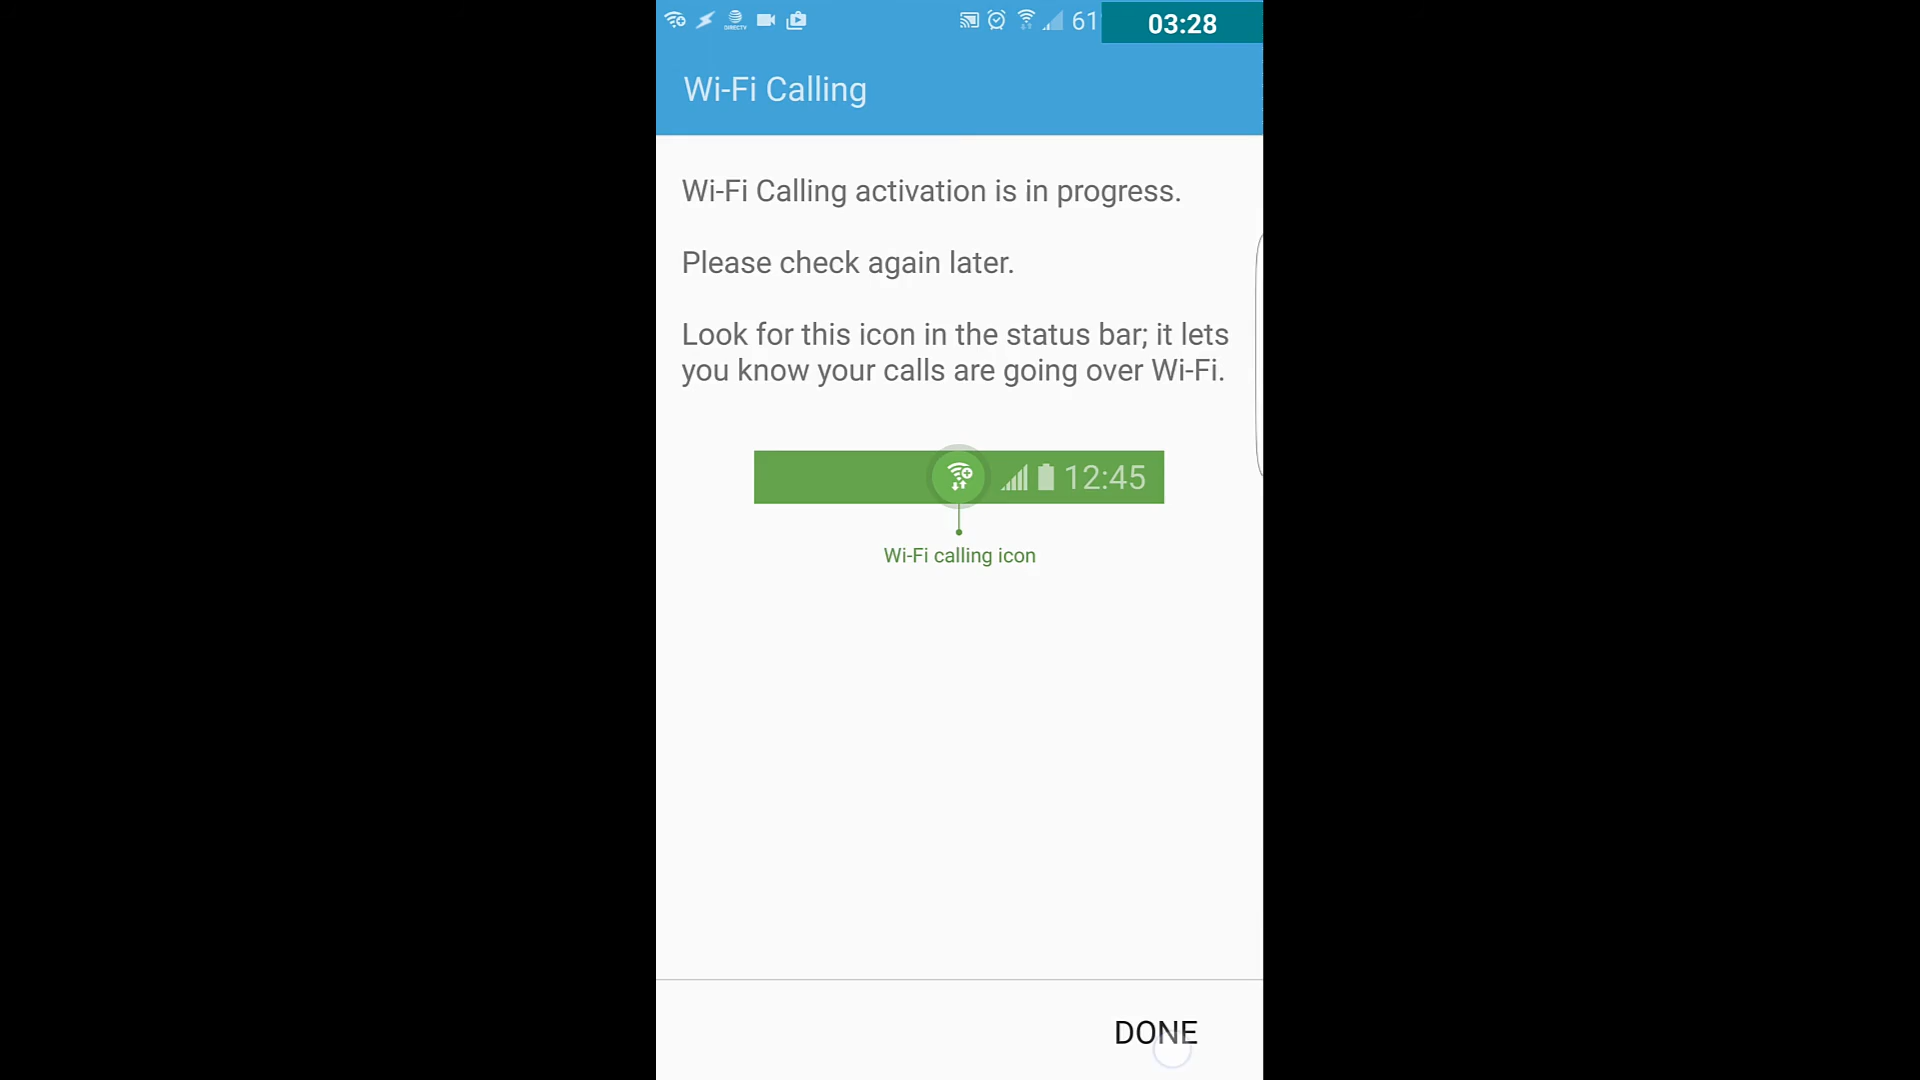 DIRECTV
61
03:28
Wi-Fi Calling
Wi-Fi Calling activation is in progress.
Please check again later.
Look for this icon in the status bar; it lets
you know your calls are going over Wi-Fi.
12:45
Wi-Fi calling icon
DONE